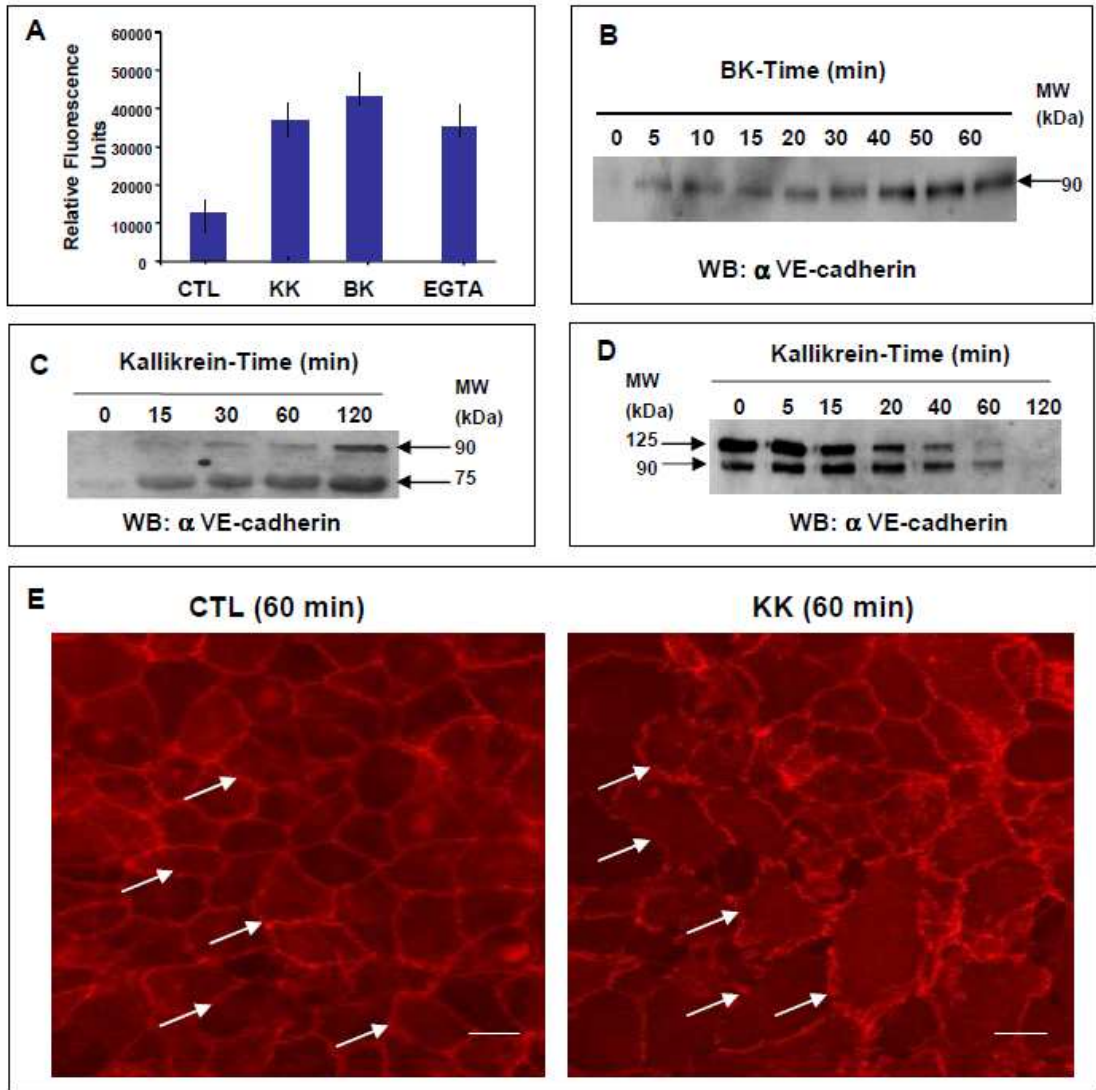 A
Relative Fluorescence
Units
60000
50000
40000
30000
20000
10000
0
CTL KK BK EGTA
B
BK-Time (min)
MW
(kDa)
0 5 10 15 20 30 40 50 60
90
WB: α VE-cadherin
C
Kallikrein-Time (min)
MW
(kDa)
0 15 30 60 120
90
75
WB: α VE-cadherin
D
Kallikrein-Time (min)
MW
(kDa)
0 5 15 20 40 60 120
125
90
WB: α VE-cadherin
E
CTL (60 min)
KK (60 min)